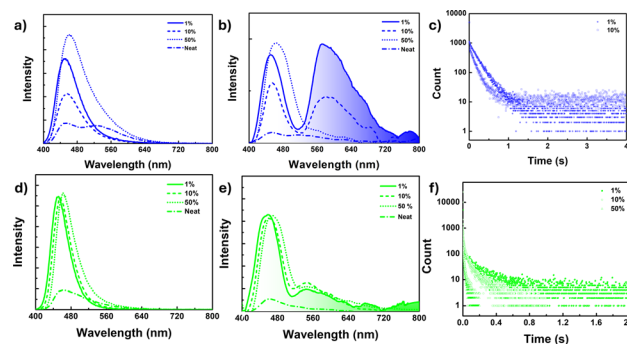 a)
Intensity
1%
10%
50%
Neat
400 480 560 640 720 800
Wavelength (nm)
b)
Intensity
1%
10%
50%
Neat
400 480 560 640 720 800
Wavelength (nm)
c)
Count
10000
1000
100
10
1
1%
10%
0 1 2 3 4
Time (s)
d)
Intensity
1%
10%
50%
Neat
400 480 560 640 720 800
Wavelength (nm)
e)
Intensity
1%
10%
50 %
Neat
400 480 560 640 720 800
Wavelength (nm)
f)
Count
10000
1000
100
10
1
1%
10%
50%
0.0 0.4 0.8 1.2 1.6 2
Time (s)